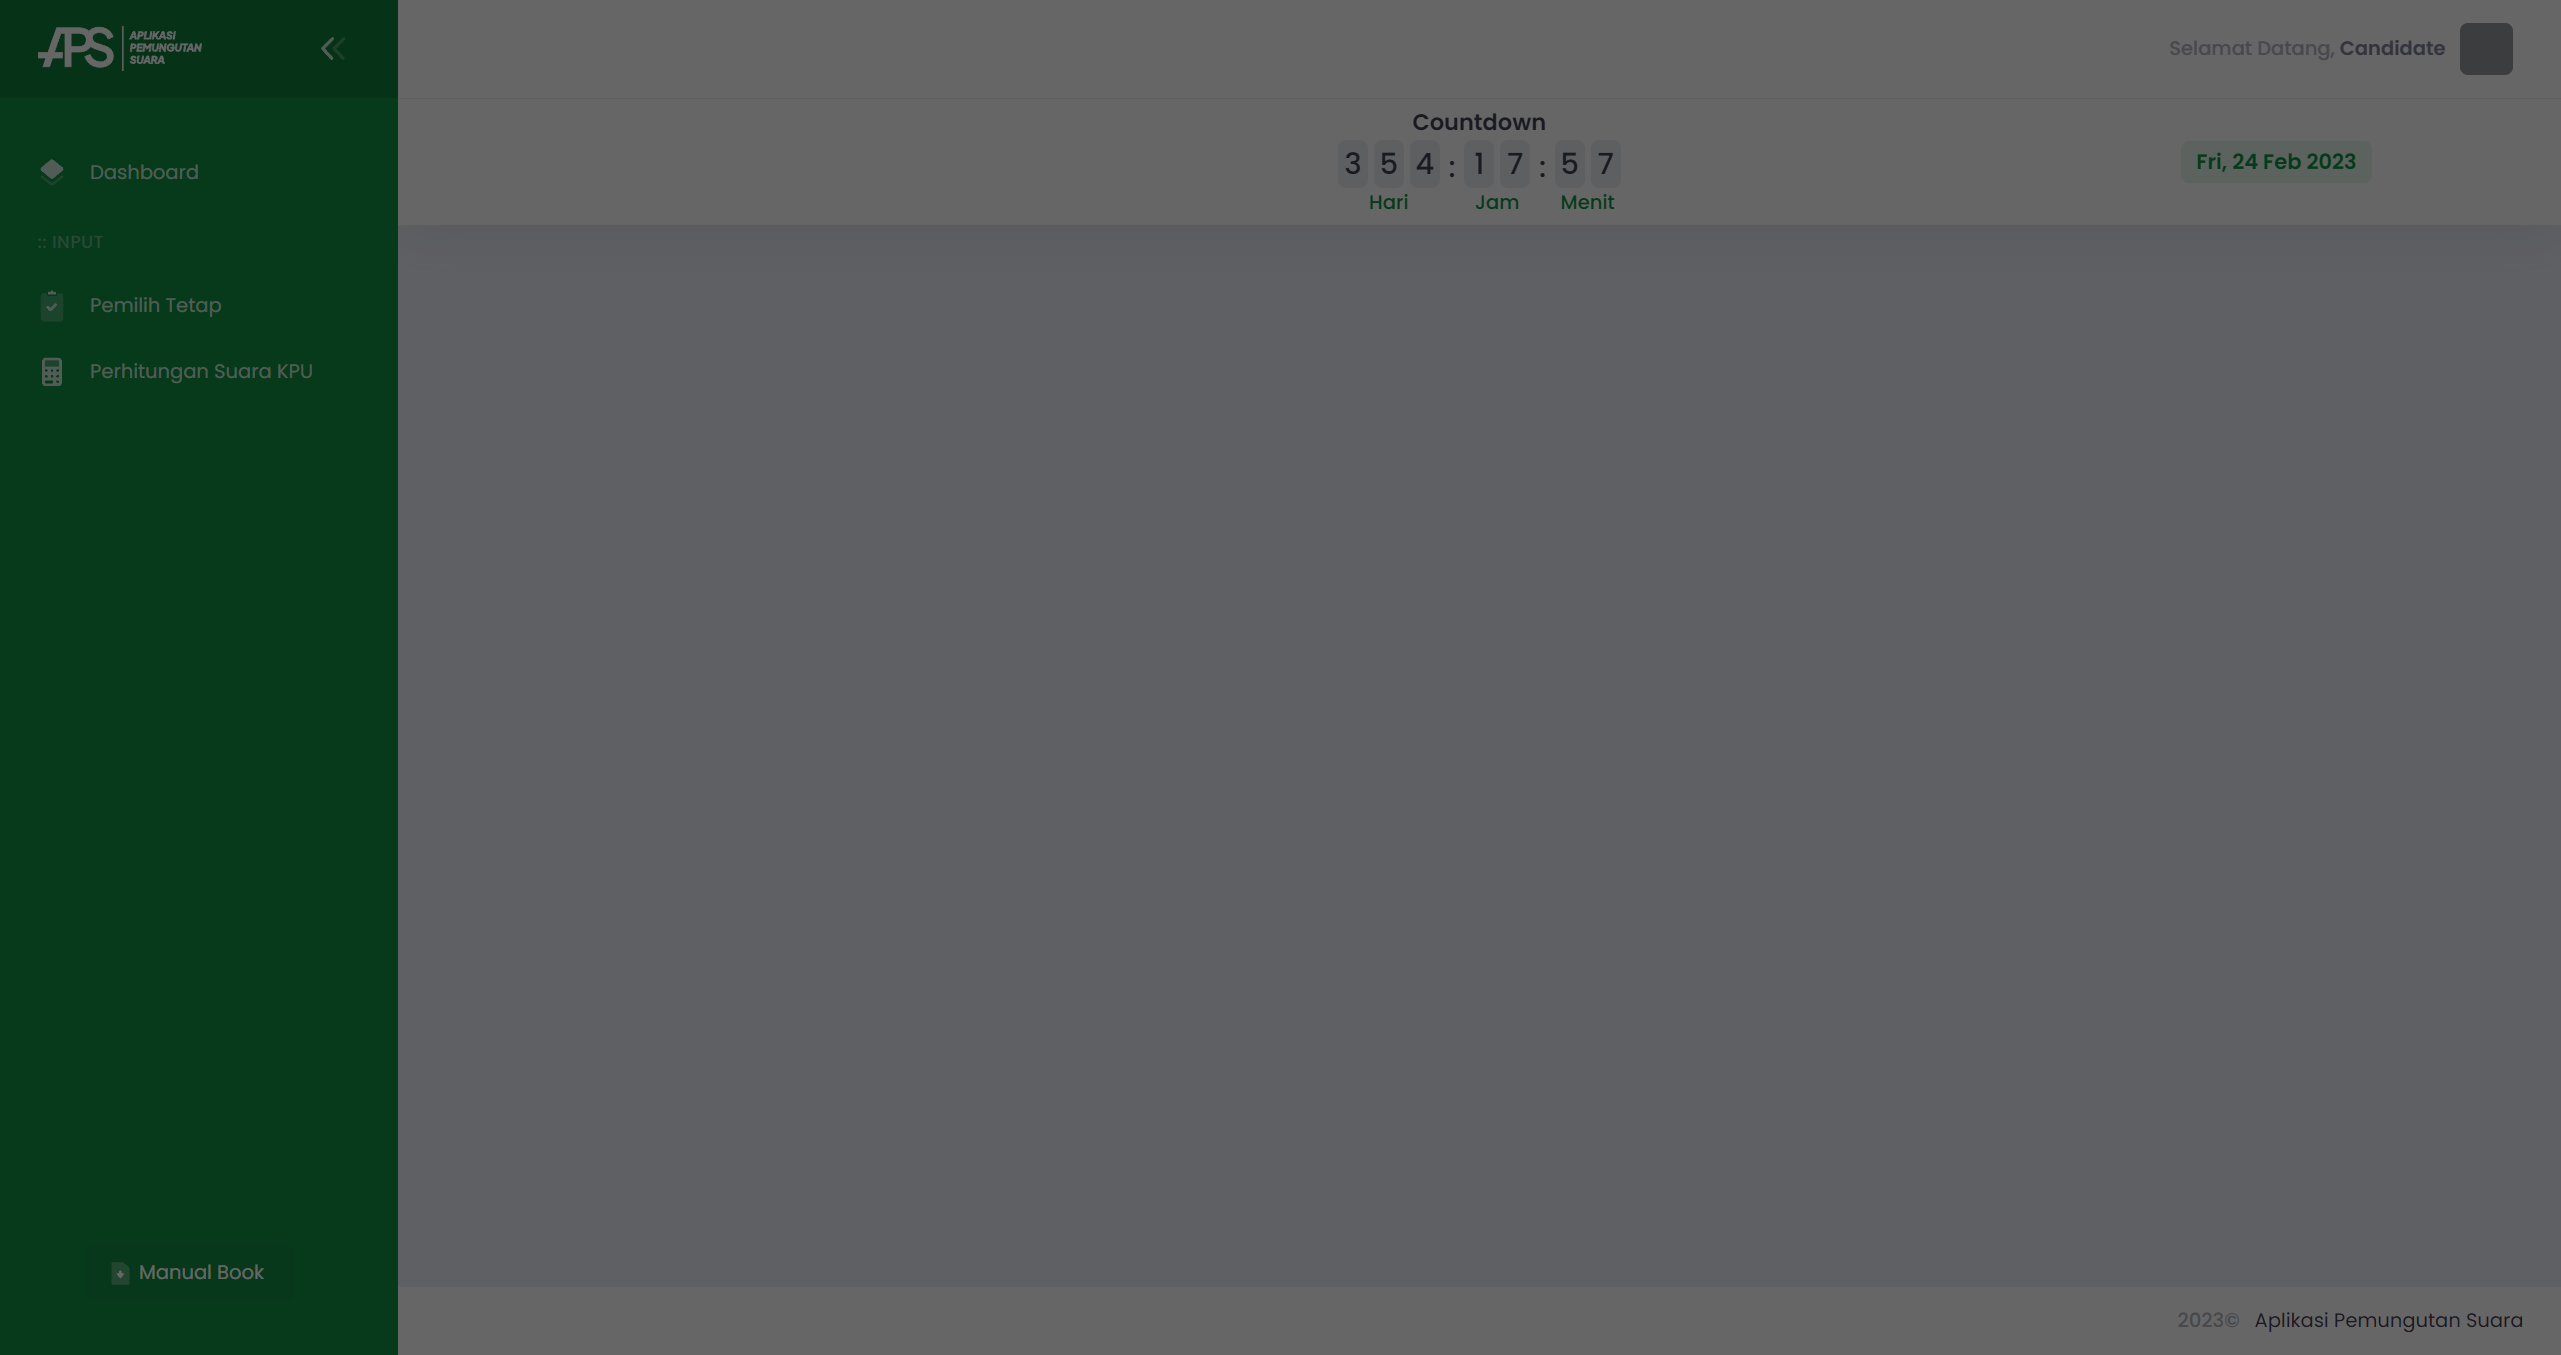 APS
APLIKASI
PEMUNGUTAN
SUARA
Selamat Datang, Candidate
Countdown
354:17:57
Hari Jam Menit
Fri, 24 Feb 2023
Dashboard
:: INPUT
Pemilih Tetap
Perhitungan Suara KPU
Manual Book
2023© Aplikasi Pemungutan Suara